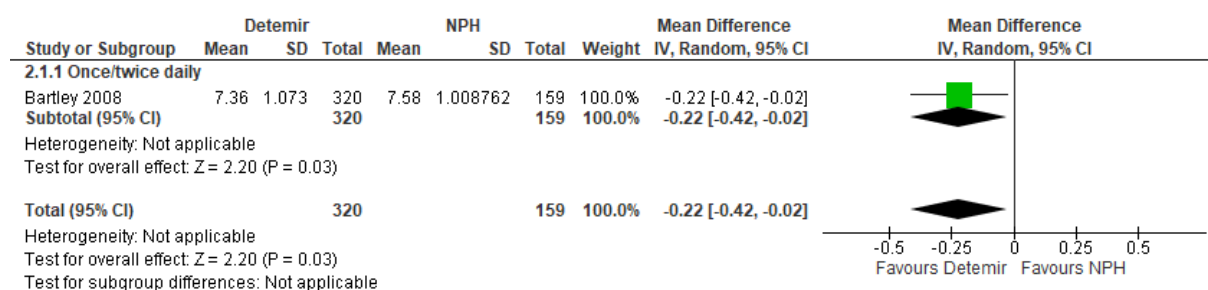 Detemir NPH Mean Difference Mean Difference
Study or Subgroup Mean SD Total Mean SD Total Weight IV, Random, 95% CI IV, Random, 95% CI
2.1.1 Once/twice daily
Bartley 2008 7.36 1.073 320 7.58 1.008762 159 100.0% -0.22 [-0.42, -0.02]
Subtotal (95% CI) 320 159 100.0% -0.22 [-0.42, -0.02]
Heterogeneity: Not applicable
Test for overall effect: Z = 2.20 (P = 0.03)
Total (95% CI) 320 159 100.0% -0.22 [-0.42, -0.02]
Heterogeneity: Not applicable
Test for overall effect: Z = 2.20 (P = 0.03)
Test for subgroup differences: Not applicable
-0.5 -0.25 0 0.25 0.5
Favours Detemir Favours NPH